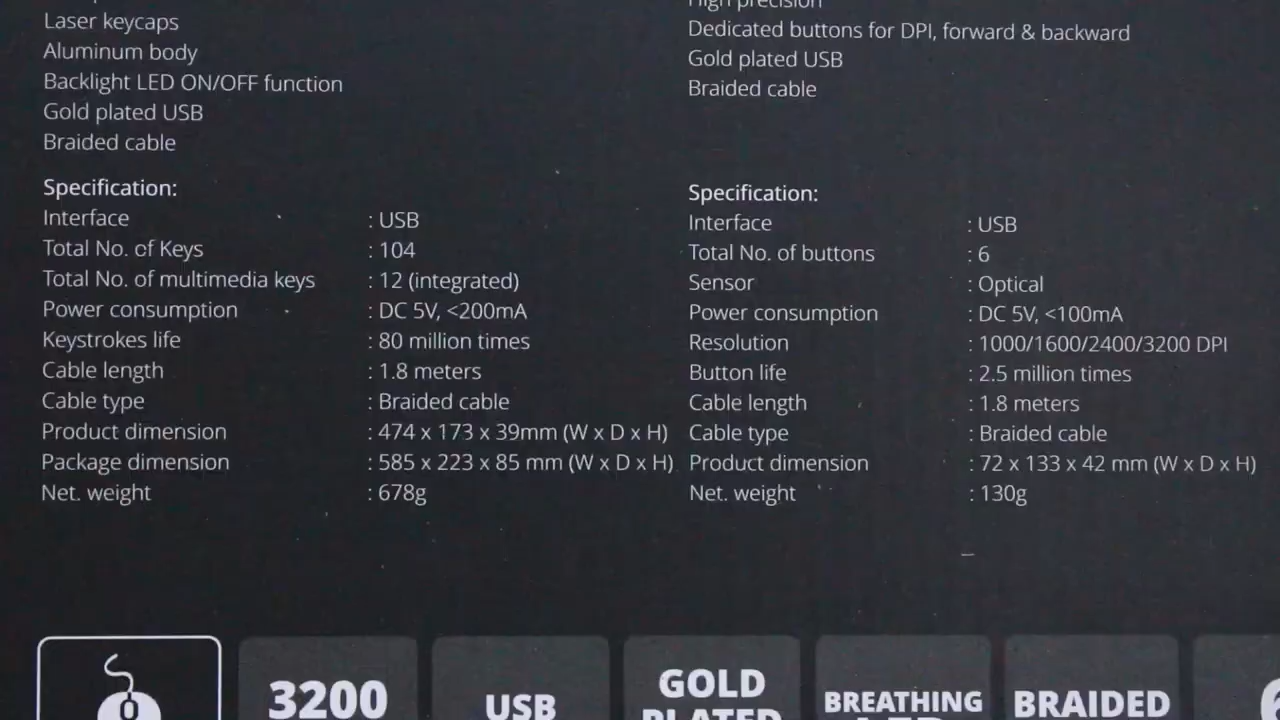 Laser keycaps
Aluminum body
Backlight LED ON/OFF function
Gold plated USB
Braided cable
Specification:
Interface : USB
Total No. of Keys : 104
Total No. of multimedia keys : 12 (integrated)
Power consumption : DC 5V, <200mA
Keystrokes life : 80 million times
Cable length : 1.8 meters
Cable type : Braided cable
Product dimension : 474 x 173 x 39mm (W x D x H)
Package dimension : 585 x 223 x 85 mm (W x D x H)
Net. weight : 678g
High precision
Dedicated buttons for DPI, forward & backward
Gold plated USB
Braided cable
Specification:
Interface : USB
Total No. of buttons : 6
Sensor : Optical
Power consumption : DC 5V, <100mA
Resolution : 1000/1600/2400/3200 DPI
Button life : 2.5 million times
Cable length : 1.8 meters
Cable type : Braided cable
Product dimension : 72 x 133 x 42 mm (W x D x H)
Net. weight : 130g
3200
USB
GOLD
PLATED
BREATHING
LED
BRAIDED
6